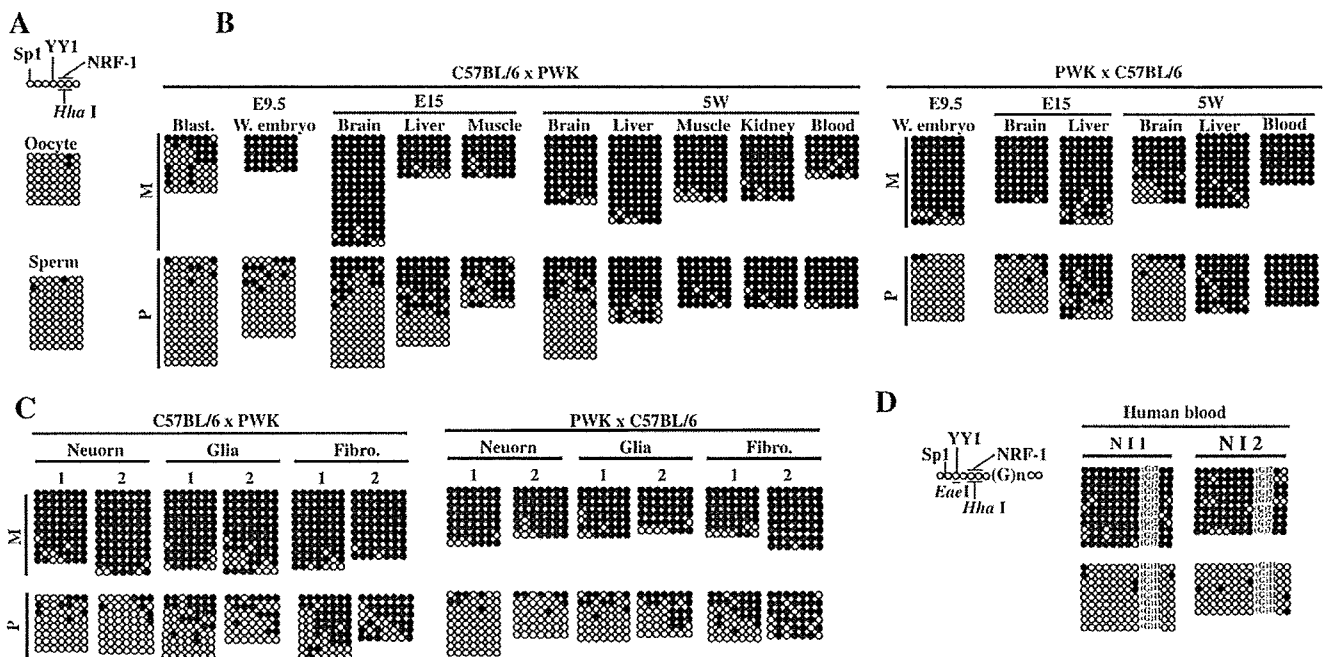 A
B
Sp1 YY1
NRF-1
Hha I
Oocyte
Sperm
C57BL/6 x PWK
PWK x C57BL/6
E9.5 E15 5W
E9.5 E15 5W
Blast. W. embryo Brain Liver Muscle Brain Liver Muscle Kidney Blood
W. embryo Brain Liver Brain Liver Blood
M
P
M
P
C
C57BL/6 x PWK
PWK x C57BL/6
Neuorn Glia Fibro.
Neuorn Glia Fibro.
1 2 1 2 1 2
1 2 1 2 1 2
M
P
D
Human blood
YY1
Sp1 NRF-1
(G)n
EaeI
Hha I
N I 1 N I 2